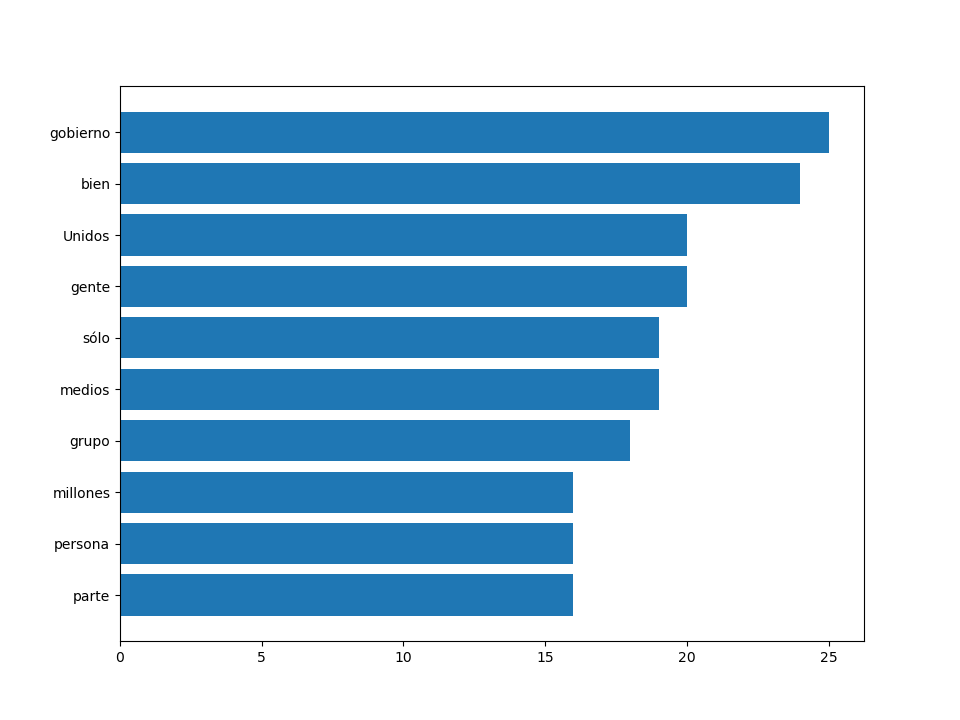 gobierno
bien
Unidos
gente
sólo
medios
grupo
millones
persona
parte
0 5 10 15 20 25